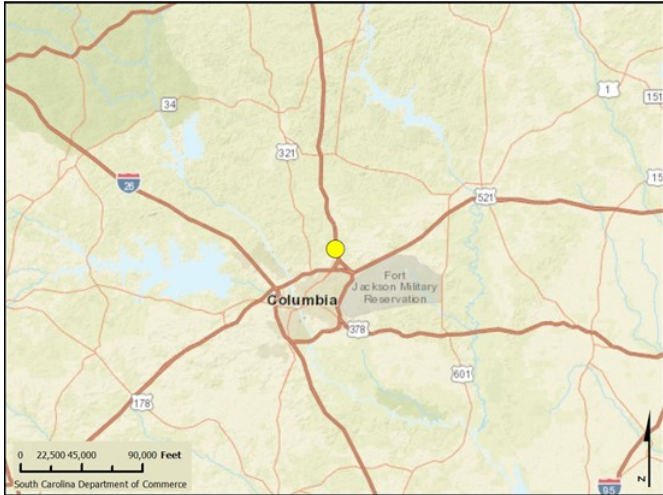 1
34
151
321
15
26
521
Fort
Jackson Military
Reservation
Columbia
378
601
178
0 22,500 45,000 90,000 Feet
South Carolina Department of Commerce
N
95